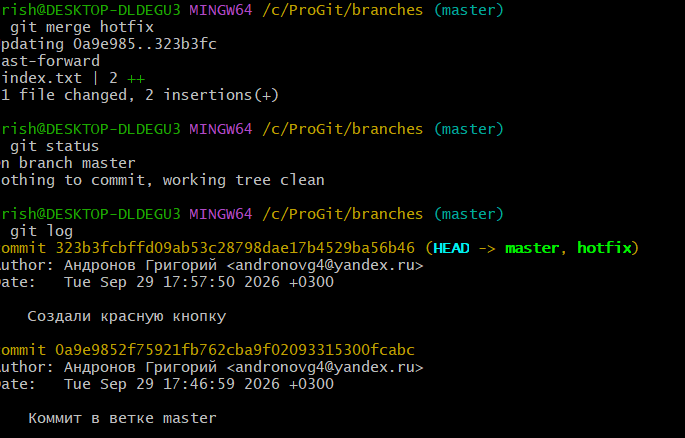 rish@DESKTOP-DLDEGU3 MINGW64 /c/ProGit/branches (master)
git merge hotfix
pdating 0a9e985..323b3fc
ast-forward
index.txt | 2 ++
1 file changed, 2 insertions(+)
rish@DESKTOP-DLDEGU3 MINGW64 /c/ProGit/branches (master)
git status
n branch master
othing to commit, working tree clean
rish@DESKTOP-DLDEGU3 MINGW64 /c/ProGit/branches (master)
git log
ommit 323b3fcbffd09ab53c28798dae17b4529ba56b46 (HEAD -> master, hotfix)
Author: Андронов Григорий <andronovg4@yandex.ru>
Date: Tue Sep 29 17:57:50 2026 +0300
Создали красную кнопку
ommit 0a9e9852f75921fb762cba9f02093315300fcabc
Author: Андронов Григорий <andronovg4@yandex.ru>
Date: Tue Sep 29 17:46:59 2026 +0300
Коммит в ветке master